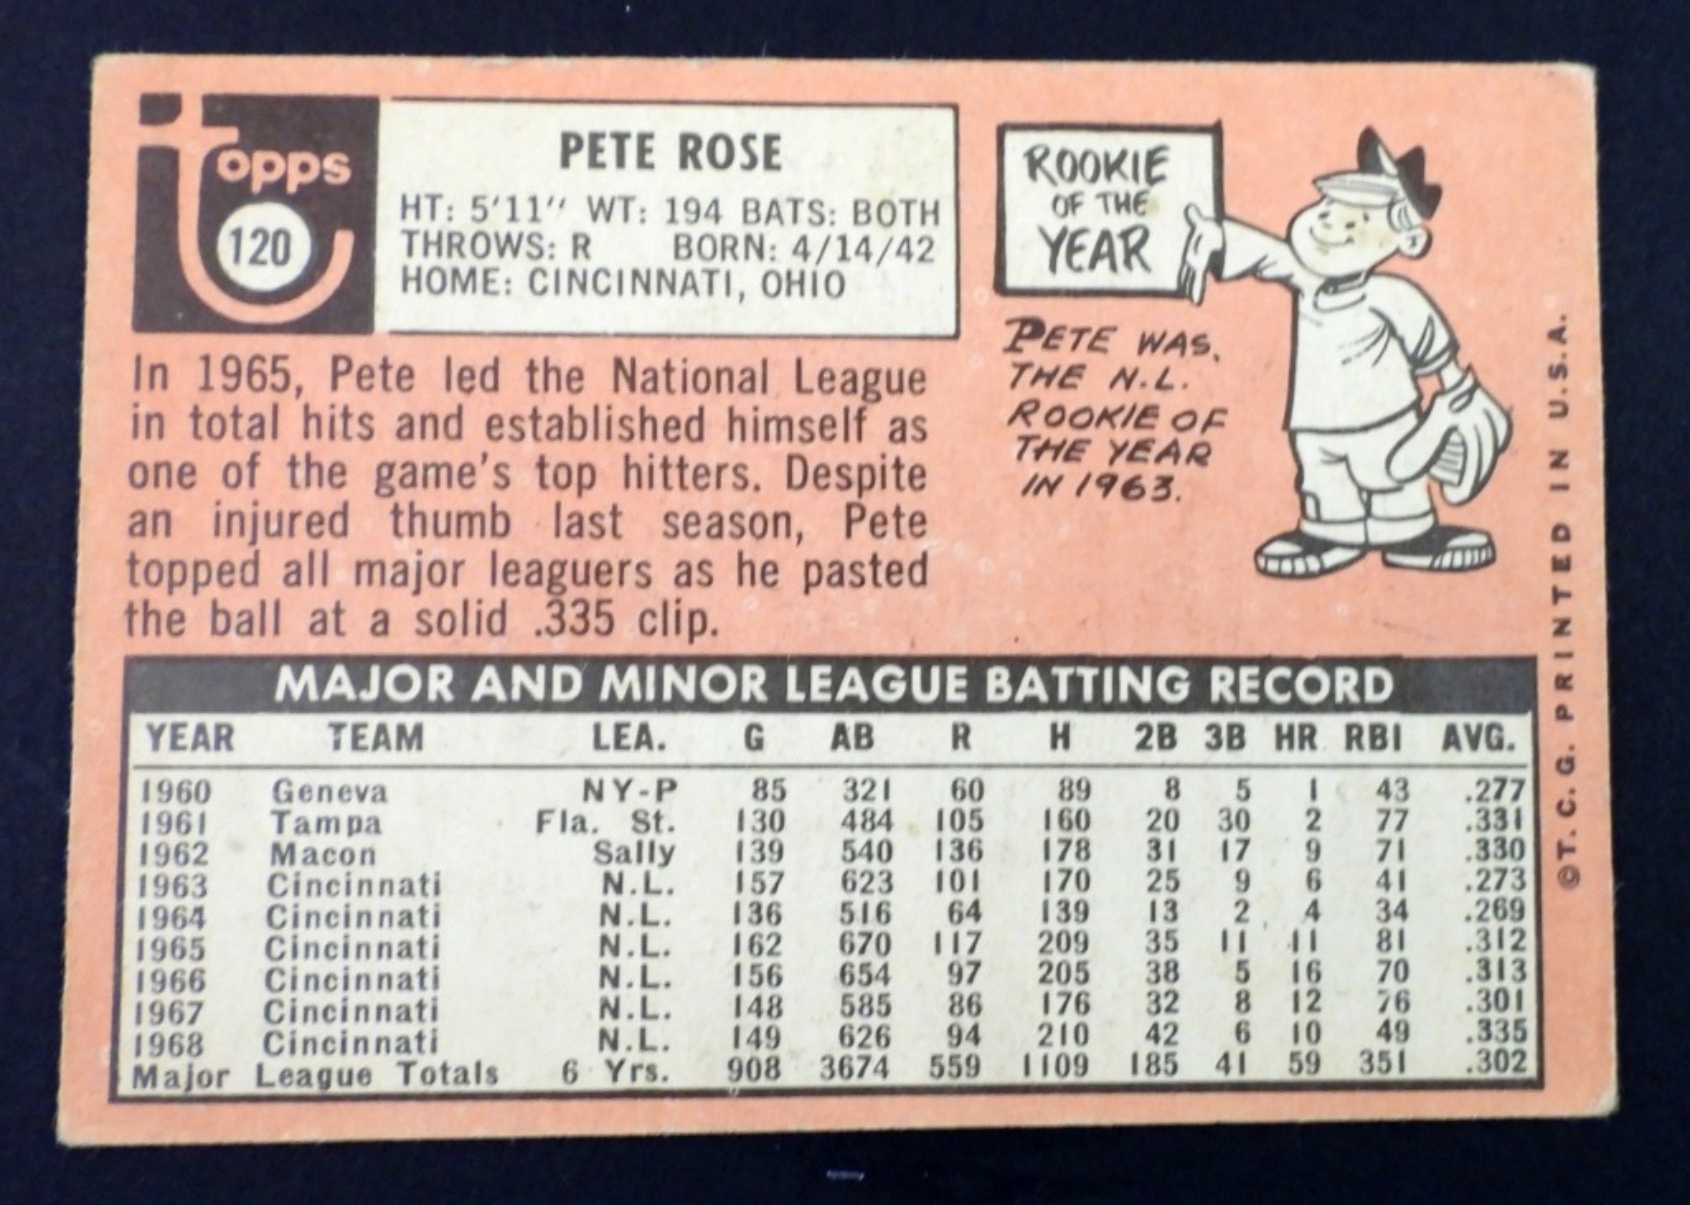 Topps
120
PETE ROSE
HT: 5'11" WT: 194 BATS: BOTH
THROWS: R BORN: 4/14/42
HOME: CINCINNATI, OHIO
In 1965, Pete led the National League
in total hits and established himself as
one of the game's top hitters. Despite
an injured thumb last season, Pete
topped all major leaguers as he pasted
the ball at a solid .335 clip.
ROOKIE
OF THE
YEAR
PETE WAS
THE N.L.
ROOKIE OF
THE YEAR
IN 1963.
MAJOR AND MINOR LEAGUE BATTING RECORD
YEAR TEAM LEA. G AB R H 2B 3B HR RBI AVG.
1960 Geneva NY-P 85 321 60 89 8 5 1 43 .277
1961 Tampa Fla. St. 130 484 105 160 20 30 2 77 .331
1962 Macon Sally 139 540 136 178 31 17 9 71 .330
1963 Cincinnati N.L. 157 623 101 170 25 9 6 41 .273
1964 Cincinnati N.L. 136 516 64 139 13 2 4 34 .269
1965 Cincinnati N.L. 162 670 117 209 35 11 11 81 .312
1966 Cincinnati N.L. 156 654 97 205 38 5 16 70 .313
1967 Cincinnati N.L. 148 585 86 176 32 8 12 76 .301
1968 Cincinnati N.L. 149 626 94 210 42 6 10 49 .335
Major League Totals 6 Yrs. 908 3674 559 1109 185 41 59 351 .302
©T. C. G. PRINTED IN U.S.A.